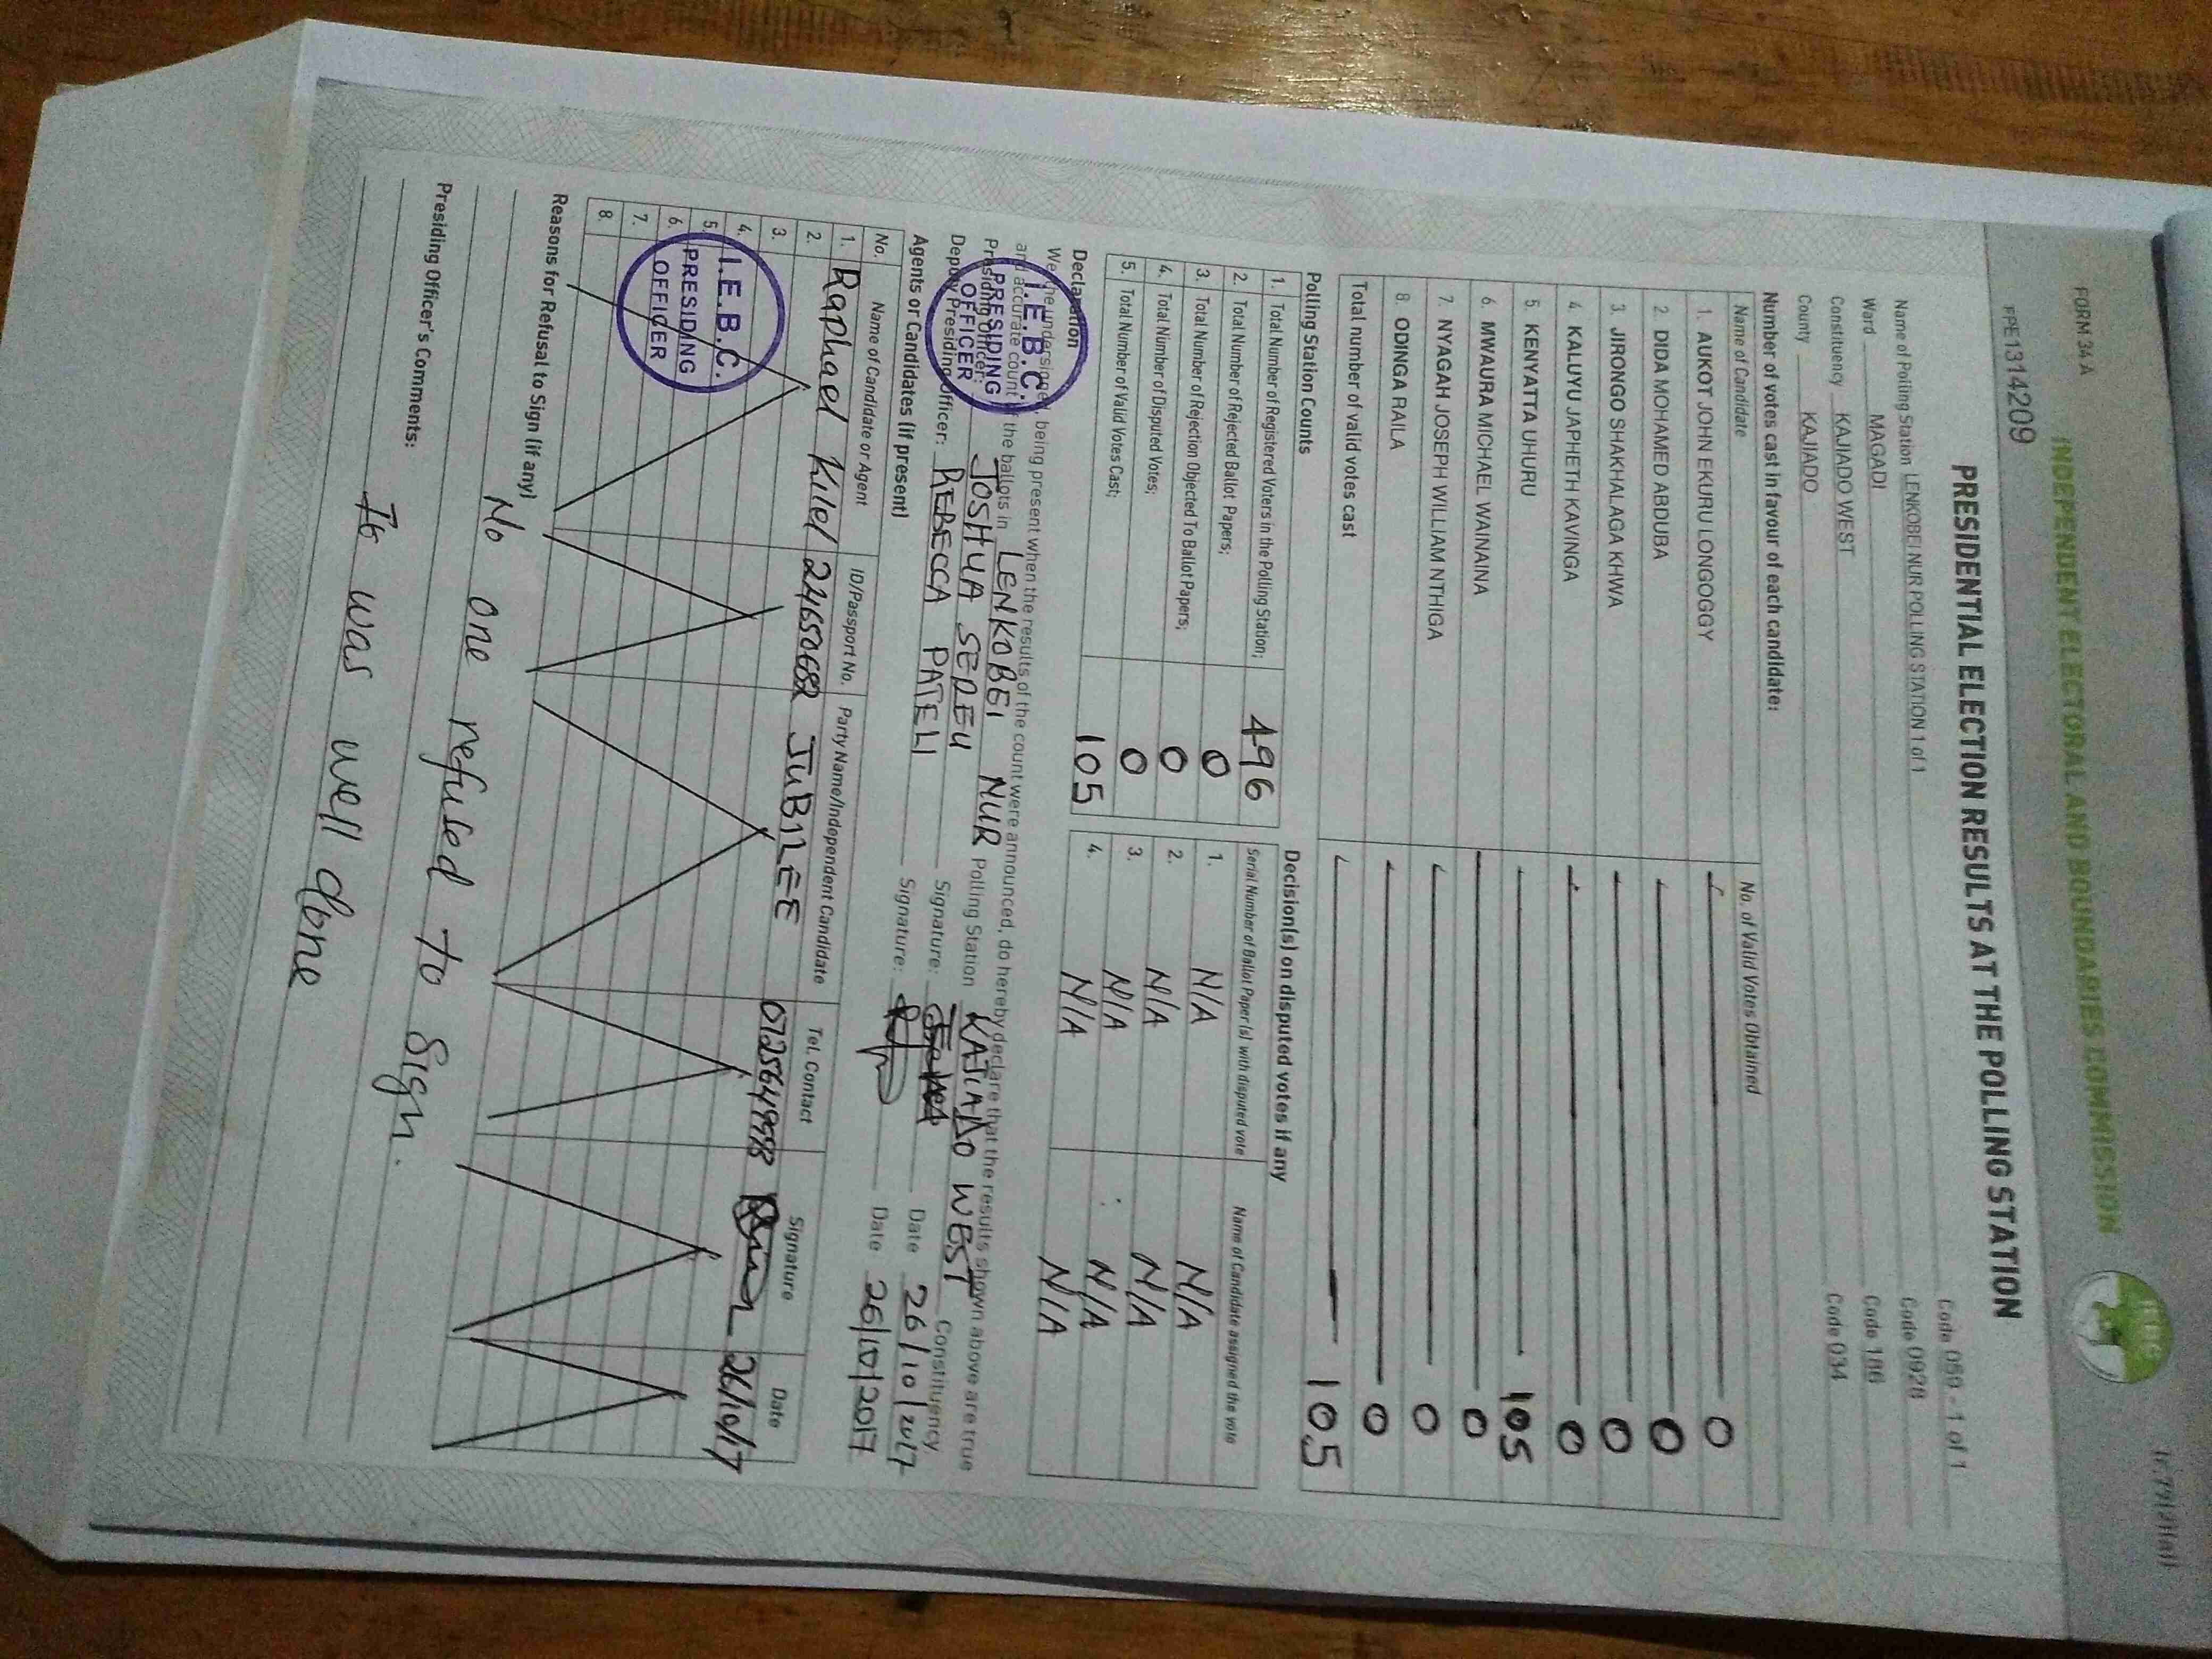 FORM 34A
INDEPENDENT ELECTORAL AND BOUNDARIES COMMISSION
IEBC
FPE1314209
PRESIDENTIAL ELECTION RESULTS AT THE POLLING STATION
Code 050 - 1 of 1
Name of Polling Station LENKOBEI NUR POLLING STATION 1 of 1 Code 0928
Ward MAGADI Code 186
Constituency KAJIADO WEST Code 034
County KAJIADO
Number of votes cast in favour of each candidate:
Name of Candidate No. of Valid Votes Obtained
1. AUKOT JOHN EKURU LONGOGGY 0
2. DIDA MOHAMED ABDUBA 0
3. JIRONGO SHAKHALAGA KHWA 0
4. KALUYU JAPHETH KAVINGA 0
5. KENYATTA UHURU 105
6. MWAURA MICHAEL WAINAINA 0
7. NYAGAH JOSEPH WILLIAM NTHIGA 0
8. ODINGA RAILA 0
Total number of valid votes cast 105
Polling Station Counts
1. Total Number of Registered Voters in the Polling Station; 496
2. Total Number of Rejected Ballot Papers; 0
3. Total Number of Rejection Objected To Ballot Papers; 0
4. Total Number of Disputed Votes; 0
5. Total Number of Valid Votes Cast; 105
Decision(s) on disputed votes if any
Serial Number of Ballot Paper(s) with disputed vote Name of Candidate assigned the vote
1. N/A N/A
2. N/A N/A
3. N/A N/A
4. N/A N/A
Declaration
We the undersigned being present when the results of the count were announced, do hereby declare that the results shown above are true
and accurate count of the ballots in LENKOBEI NUR Polling Station KAJIADO WEST Constituency
Presiding Officer: JOSHUA SEDEU Signature: Date 26/10/2017
Deputy Presiding Officer: REBECCA PATELI Signature: Date 26/10/2017
I.E.B.C.
PRESIDING
OFFICER
Agents or Candidates (if present)
No. Name of Candidate or Agent ID/Passport No. Party Name/Independent Candidate Tel. Contact Signature Date
1. Raphael Kilel 224650682 JUBILEE 0725649998 26/10/17
2.
3.
4.
5.
6.
7.
8.
I.E.B.C.
PRESIDING
OFFICER
Reasons for Refusal to Sign (if any)
No one refused to Sign.
Presiding Officer's Comments:
It was well done